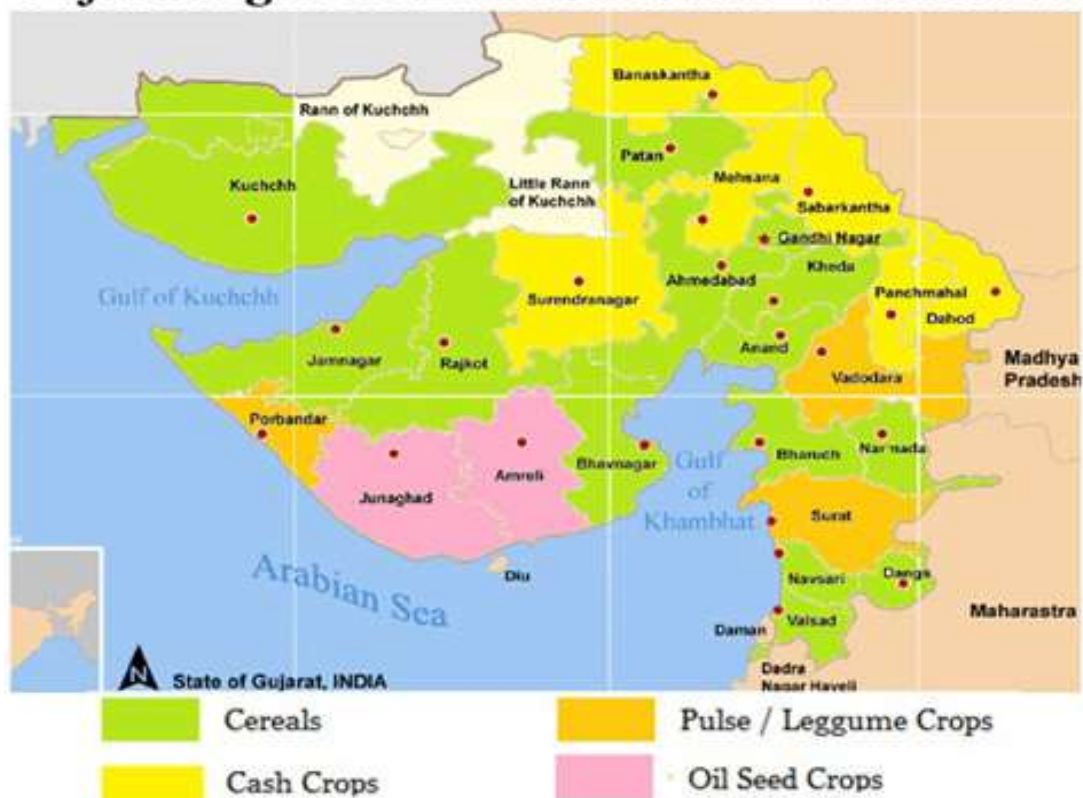 Banaskantha
Rann of Kuchchh
Patan
Mehsana
Kuchchh
Little Rann
of Kuchchh
Sabarkantha
Gandhi Nagar
Ahmedabad
Kheda
Gulf of Kuchchh
Surendranagar
Panchmahal
Dahod
Jamnagar
Rajkot
Anand
Vadodara
Madhya
Pradesh
Porbandar
Bhavnagar
Gulf
of
Khambhat
Bharuch
Narmada
Junaghad
Amreli
Surat
Arabian Sea
Diu
Navsari
Dangs
Maharastra
Daman
Valsad
Dadra
Nagar Haveli
N
State of Gujarat, INDIA
Cereals
Pulse / Leggume Crops
Cash Crops
Oil Seed Crops